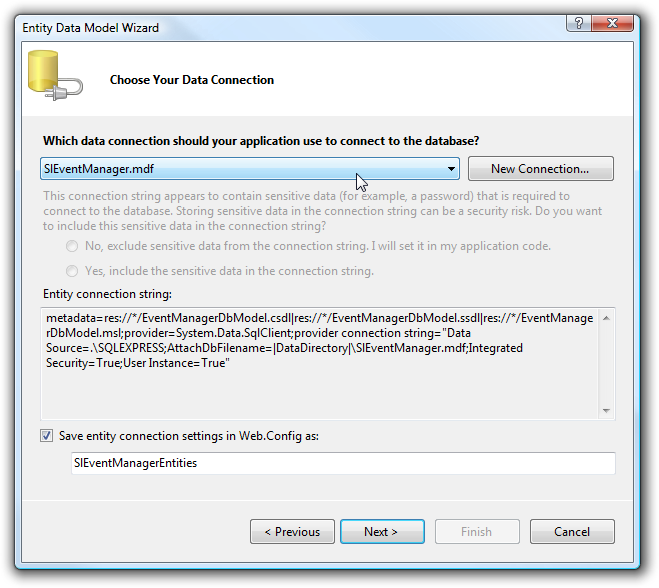 Entity Data Model Wizard
?
Choose Your Data Connection
Which data connection should your application use to connect to the database?
SlEventManager.mdf
New Connection...
This connection string appears to contain sensitive data (for example, a password) that is required to
connect to the database. Storing sensitive data in the connection string can be a security risk. Do you want
to include this sensitive data in the connection string?
No, exclude sensitive data from the connection string. I will set it in my application code.
Yes, include the sensitive data in the connection string.
Entity connection string:
metadata=res://*/EventManagerDbModel.csdl|res://*/EventManagerDbModel.ssdl|res://*/EventManage
rDbModel.msl;provider=System.Data.SqlClient;provider connection string="Data
Source=.\SQLEXPRESS;AttachDbFilename=|DataDirectory|\SlEventManager.mdf;Integrated
Security=True;User Instance=True"
Save entity connection settings in Web.Config as:
SlEventManagerEntities
< Previous
Next >
Finish
Cancel